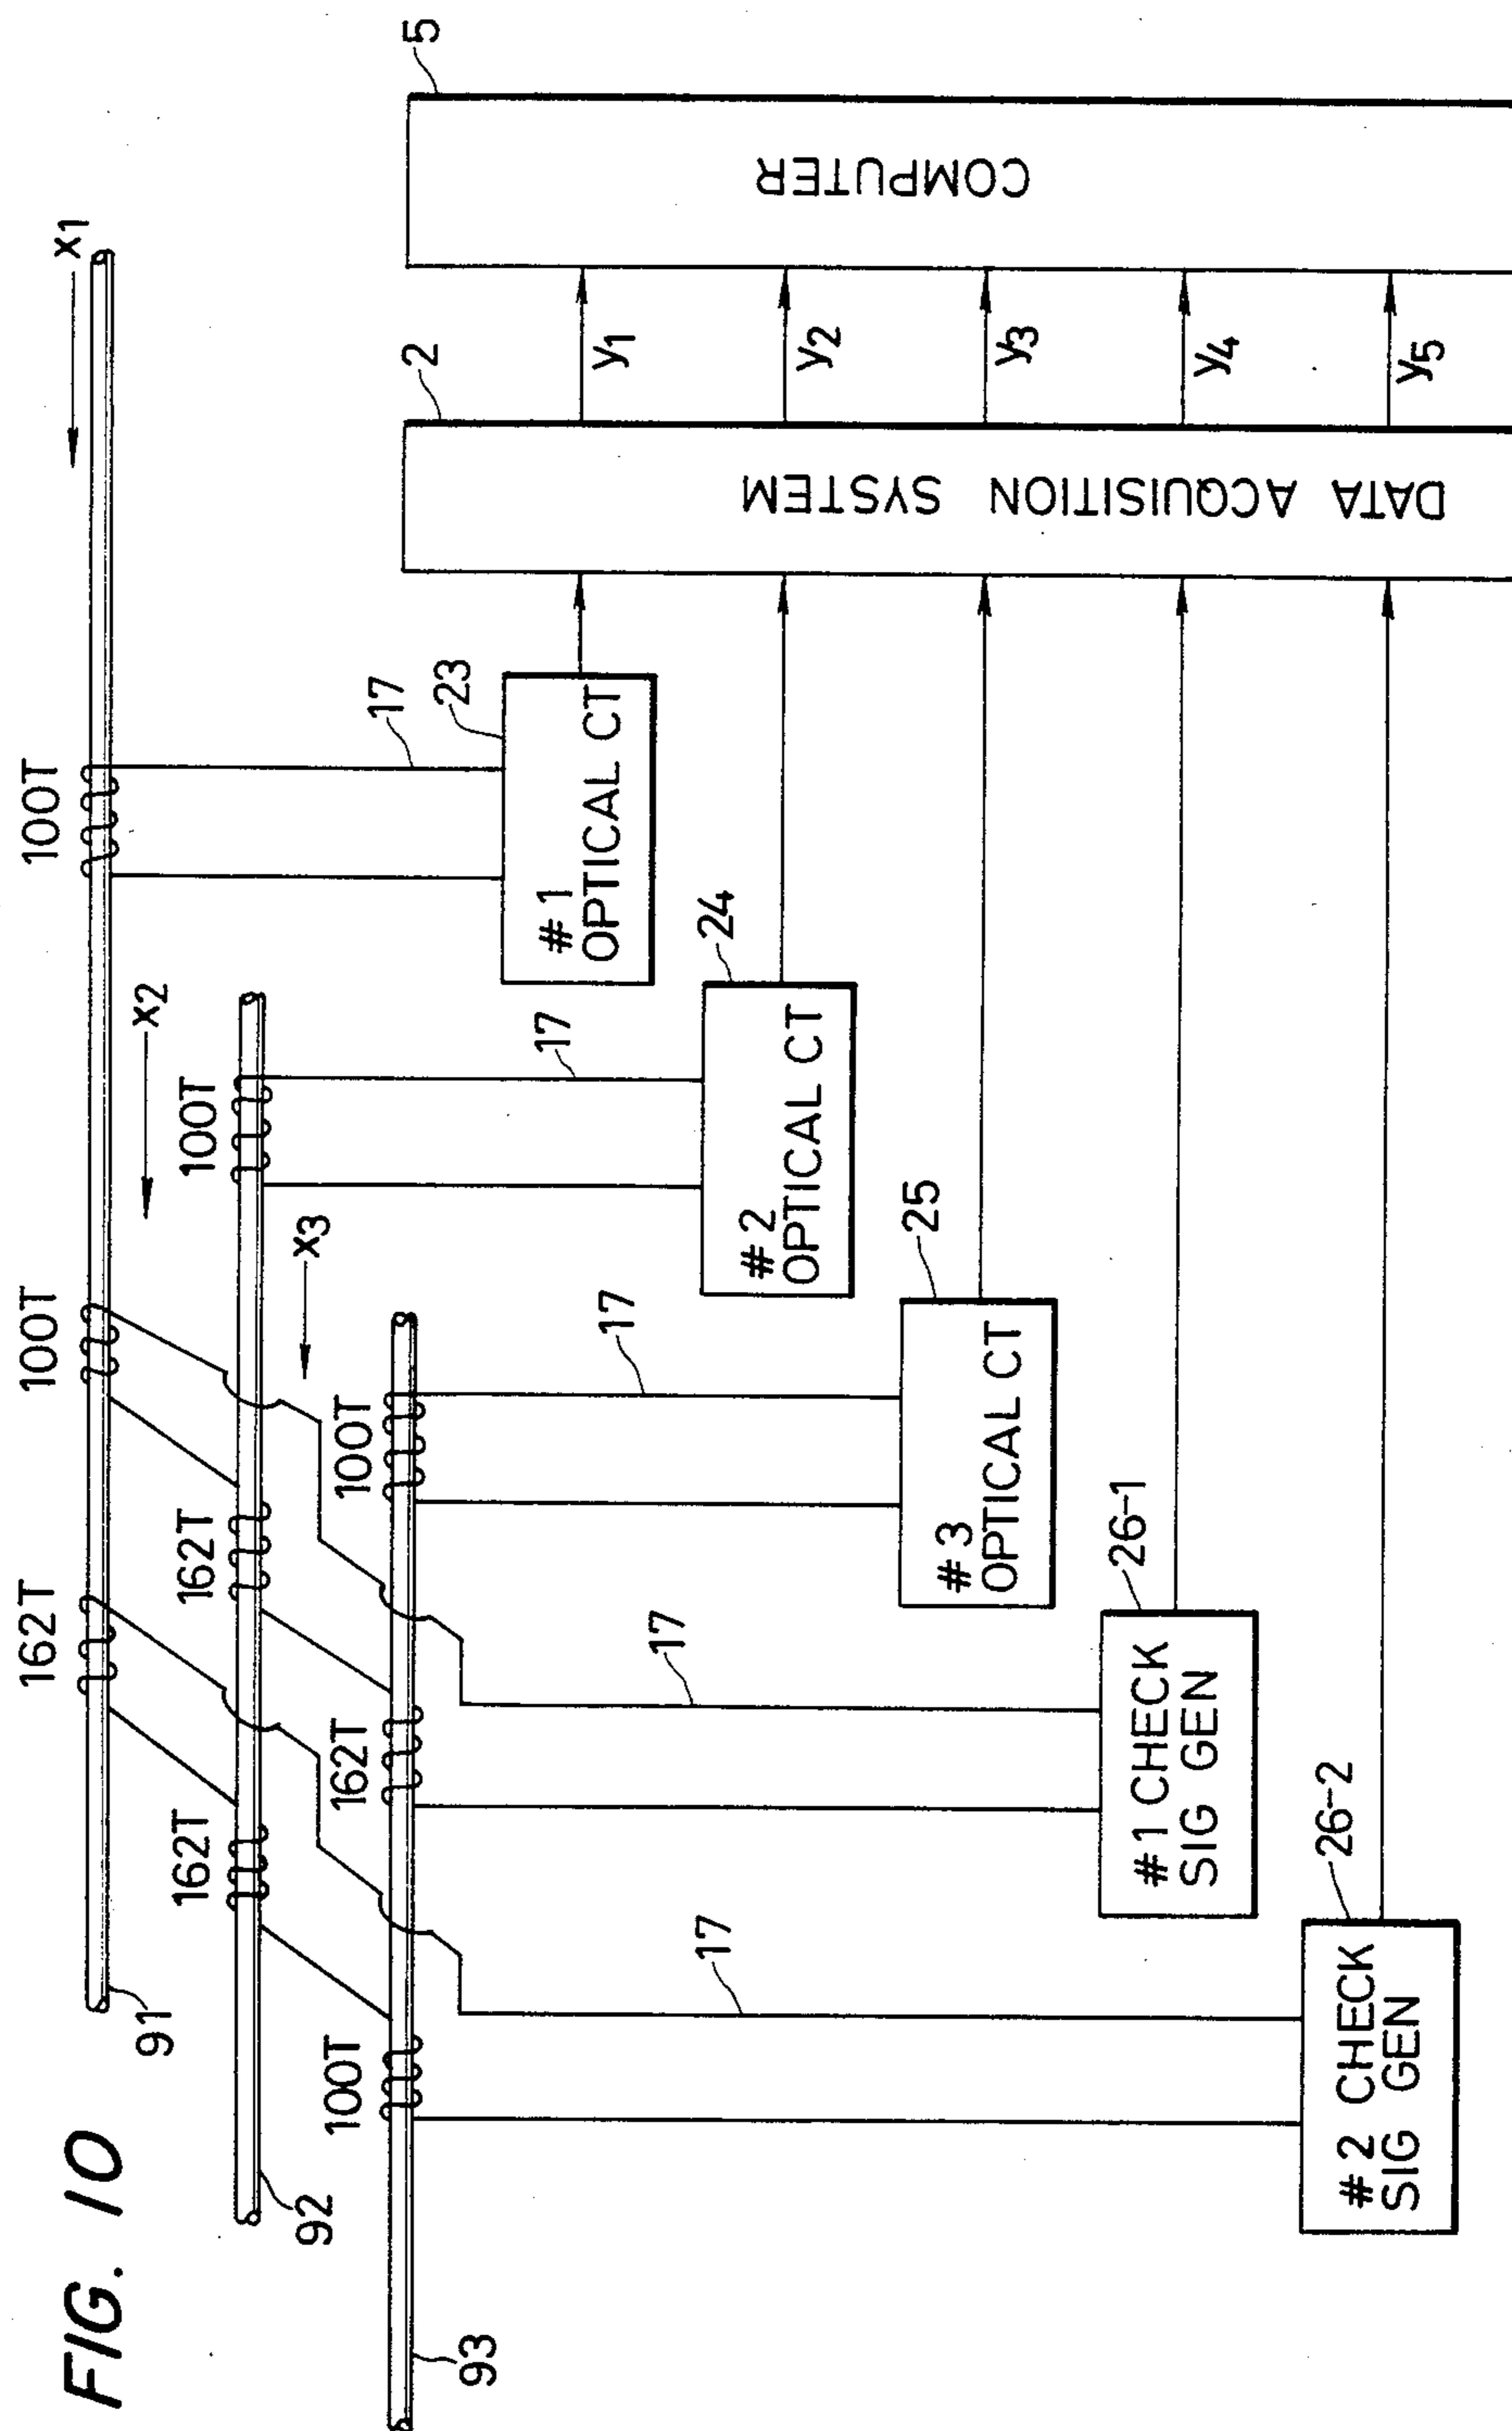 FIG. 10
91
162T
100T
100T
x1
17
23
#1
OPTICAL CT
92
162T
162T
100T
x2
17
24
#2
OPTICAL CT
93
100T
162T
100T
x3
17
25
#3
OPTICAL CT
17
26-1
#1 CHECK
SIG GEN
17
26-2
#2 CHECK
SIG GEN
2
DATA ACQUISITION SYSTEM
y1
y2
y3
y4
y5
5
COMPUTER